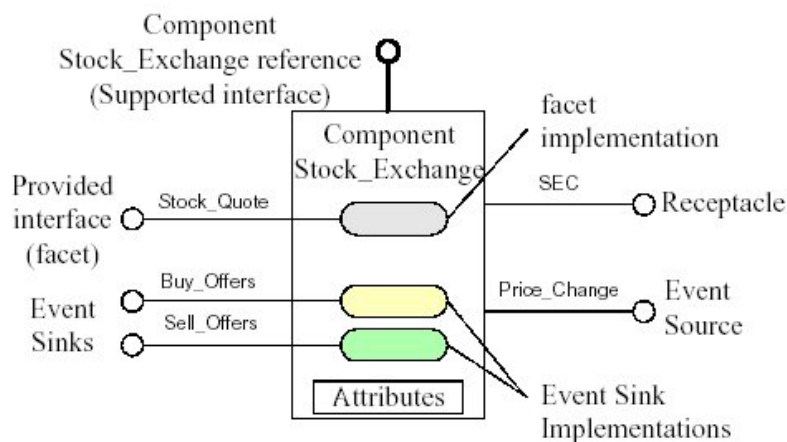 Component
Stock_Exchange reference
(Supported interface)
Component
Stock_Exchange
facet
implementation
Provided
interface
(facet)
Stock_Quote
SEC
Receptacle
Event
Sinks
Buy_Offers
Sell_Offers
Price_Change
Event
Source
Attributes
Event Sink
Implementations